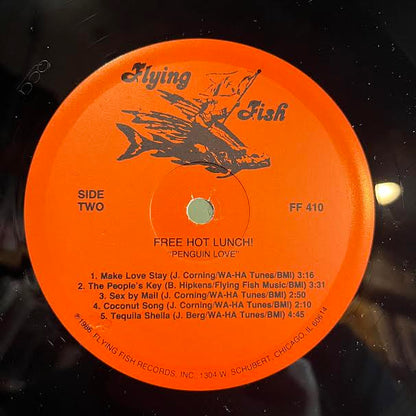 Flying
Fish
SIDE
TWO
FF 410
FREE HOT LUNCH!
"PENGUIN LOVE"
1. Make Love Stay (J. Corning/WA-HA Tunes/BMI) 3:16
2. The People's Key (B. Hipkens/Flying Fish Music/BMI) 3:31
3. Sex by Mail (J. Corning/WA-HA Tunes/BMI) 2:50
4. Coconut Song (J. Corning/WA-HA Tunes/BMI) 2:10
5. Tequila Sheila (J. Berg/WA-HA Tunes/BMI) 4:45
℗ 1986, FLYING FISH RECORDS, INC. 1304 W. SCHUBERT, CHICAGO, IL 60614